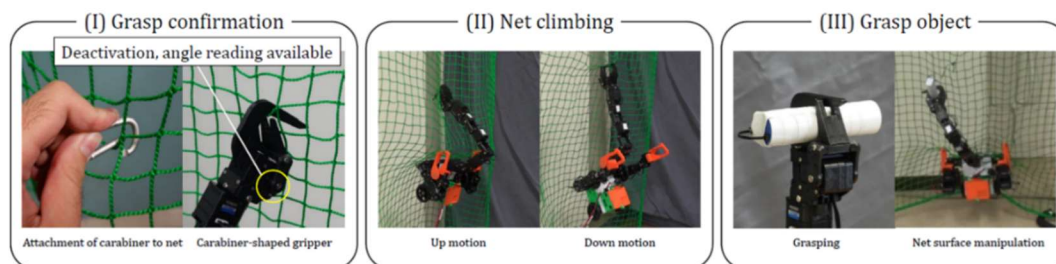 (I) Grasp confirmation
Deactivation, angle reading available
Attachment of carabiner to net
Carabiner-shaped gripper
(II) Net climbing
Up motion
Down motion
(III) Grasp object
Grasping
Net surface manipulation